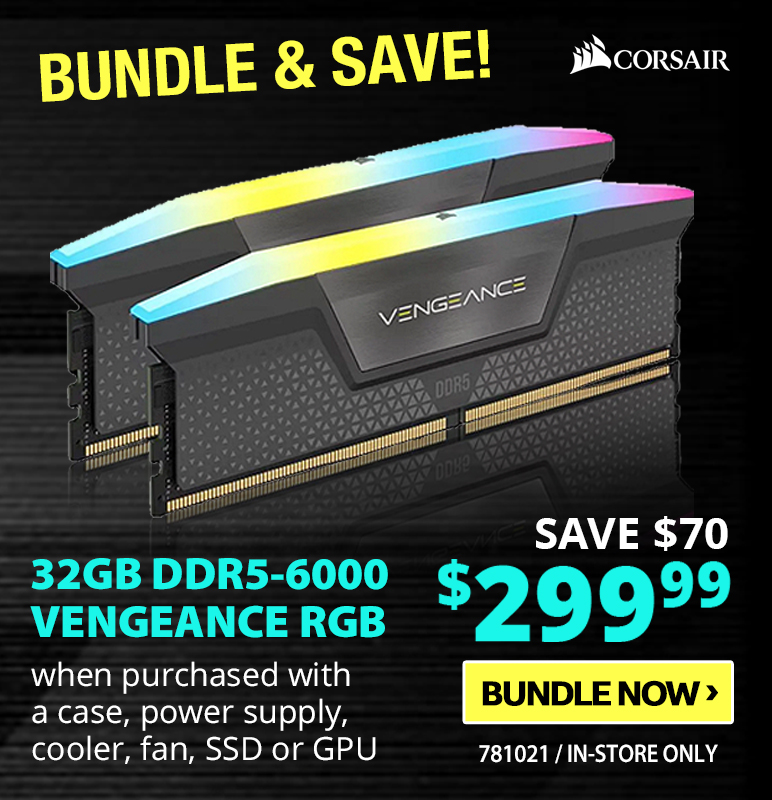 BUNDLE & SAVE!
CORSAIR
VENGEANCE
DDR5
SAVE $70
32GB DDR5-6000
VENGEANCE RGB
$299.99
when purchased with
a case, power supply,
cooler, fan, SSD or GPU
BUNDLE NOW ›
781021 / IN-STORE ONLY